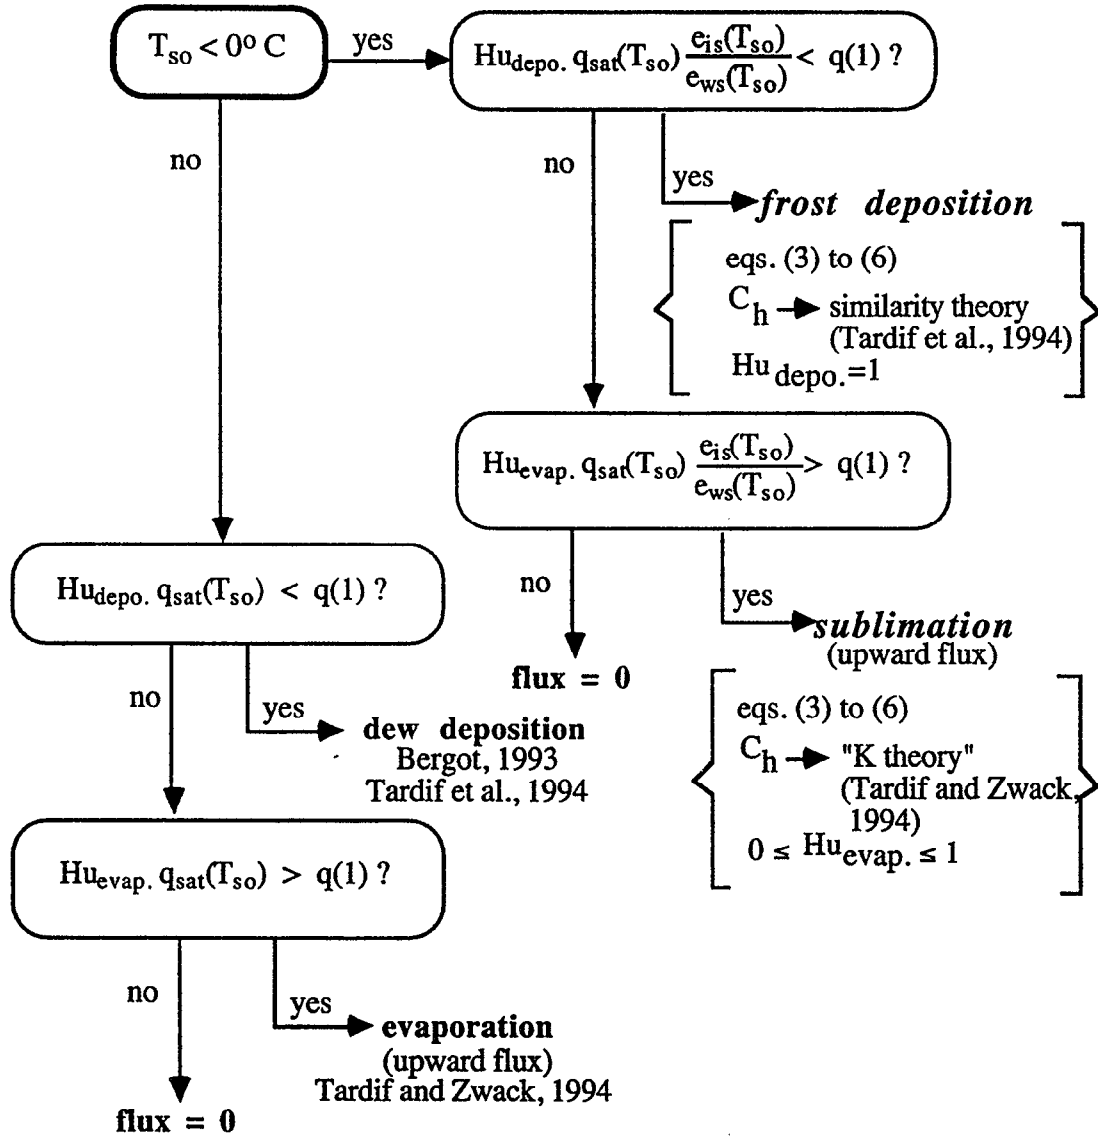 T_so < 0° C
yes
Hu_depo. q_sat(T_so) e_is(T_so)/e_ws(T_so) < q(1) ?
no
no
yes
frost deposition
eqs. (3) to (6)
C_h → similarity theory
(Tardif et al., 1994)
Hu_depo.=1
Hu_evap. q_sat(T_so) e_is(T_so)/e_ws(T_so) > q(1) ?
no
yes
sublimation
(upward flux)
flux = 0
eqs. (3) to (6)
C_h → "K theory"
(Tardif and Zwack,
1994)
0 ≤ Hu_evap. ≤ 1
Hu_depo. q_sat(T_so) < q(1) ?
no
yes
dew deposition
Bergot, 1993
Tardif et al., 1994
Hu_evap. q_sat(T_so) > q(1) ?
no
yes
evaporation
(upward flux)
Tardif and Zwack, 1994
flux = 0